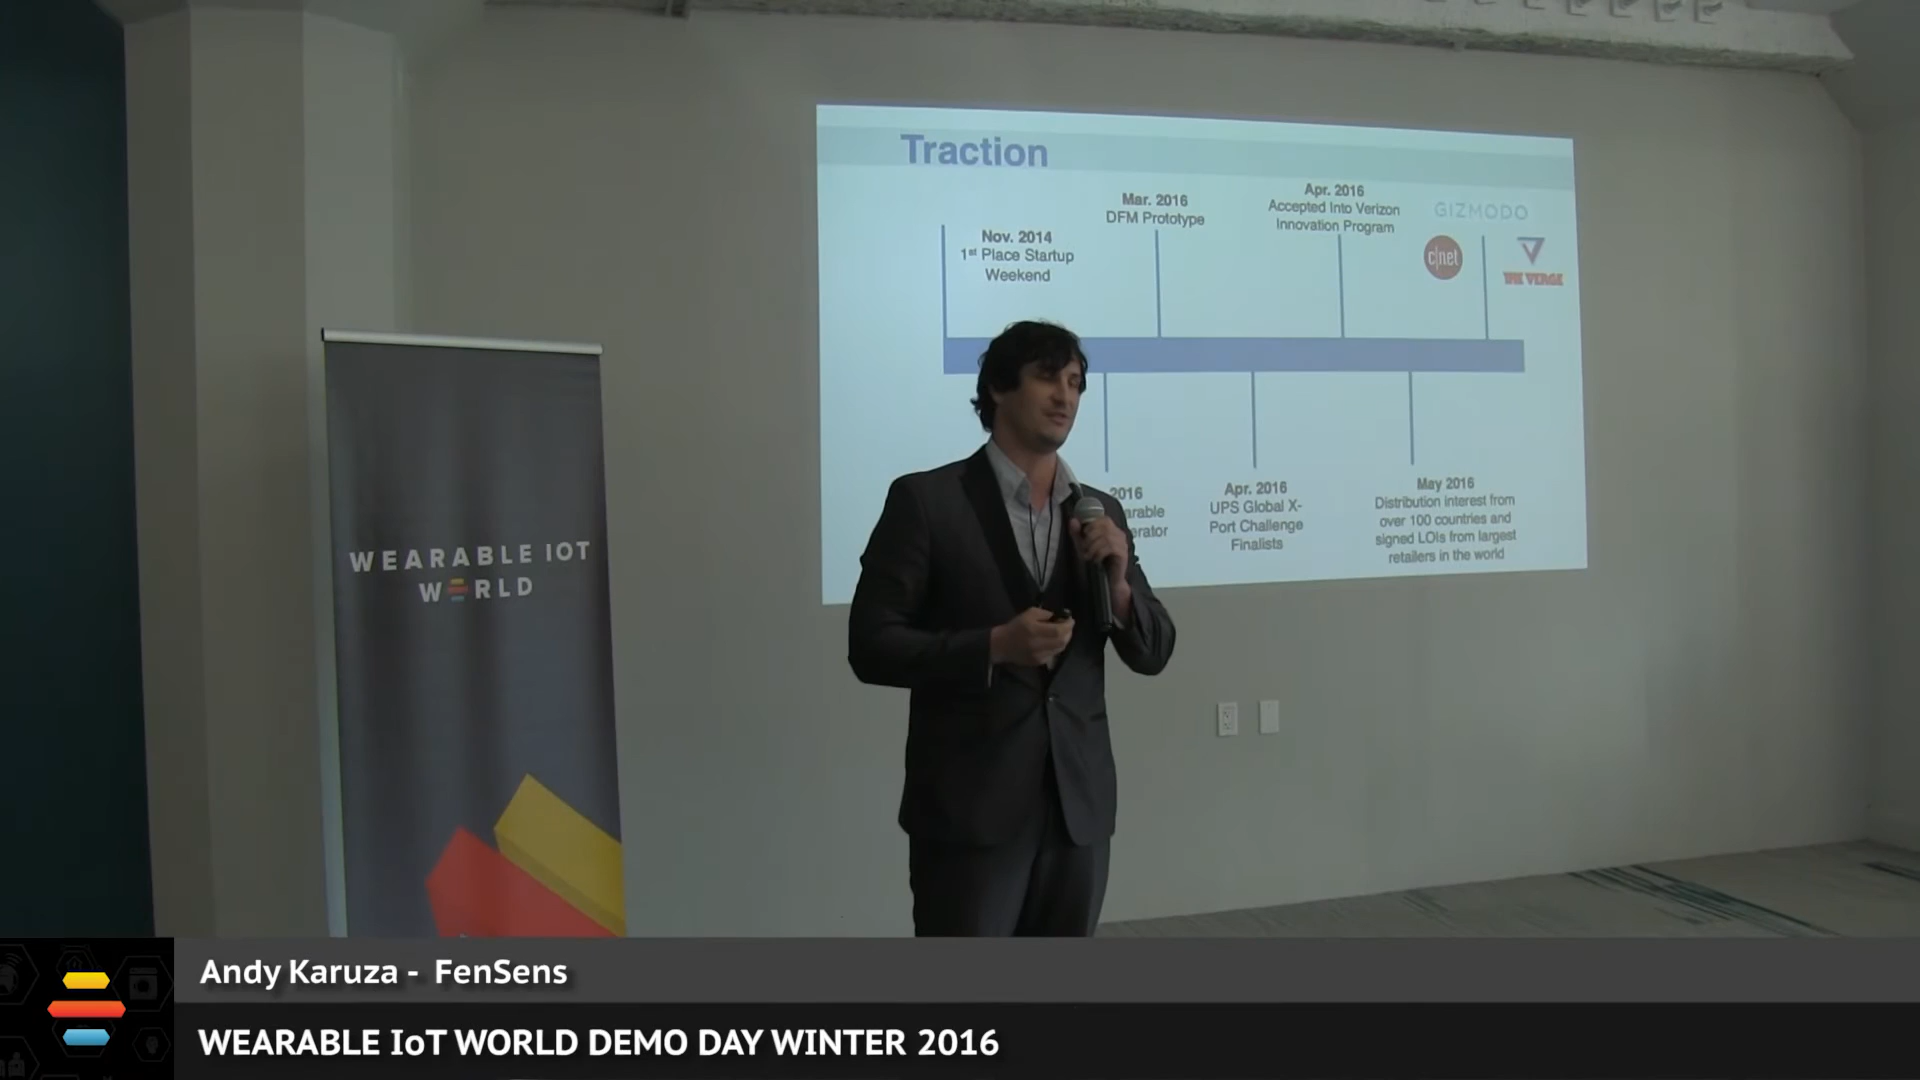 Traction
Nov. 2014
1st Place Startup
Weekend
Mar. 2016
DFM Prototype
Apr. 2016
Accepted Into Verizon
Innovation Program
GIZMODO
c|net
THE VERGE
2016
Apr. 2016
UPS Global X-
Port Challenge
Finalists
May 2016
Distribution interest from
over 100 countries and
signed LOIs from largest
retailers in the world
WEARABLE IOT
WORLD
Andy Karuza - FenSens
WEARABLE IoT WORLD DEMO DAY WINTER 2016